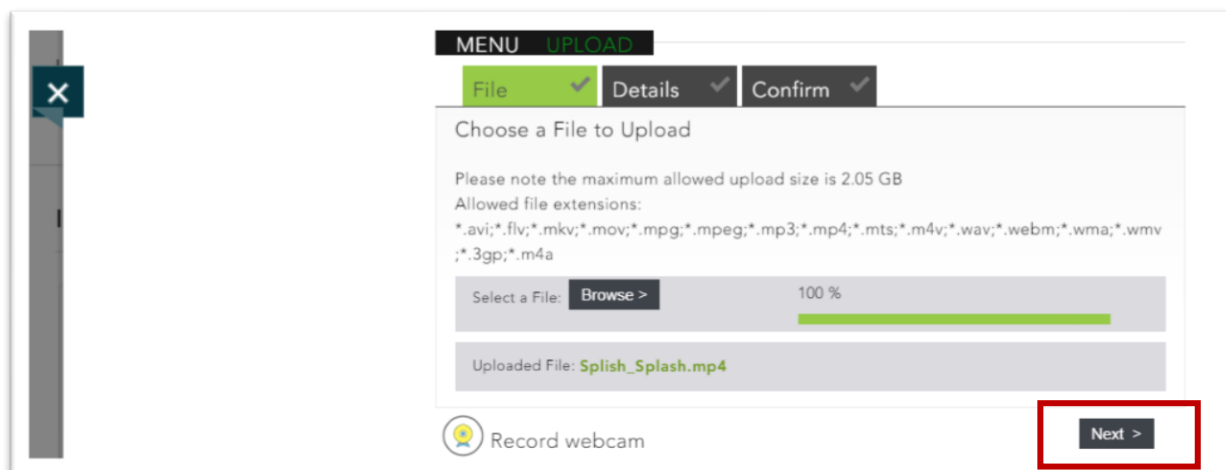 MENU UPLOAD
File Details Confirm
Choose a File to Upload
Please note the maximum allowed upload size is 2.05 GB
Allowed file extensions:
*.avi;*.flv;*.mkv;*.mov;*.mpg;*.mpeg;*.mp3;*.mp4;*.mts;*.m4v;*.wav;*.webm;*.wma;*.wmv
;*.3gp;*.m4a
Select a File: Browse > 100 %
Uploaded File: Splish_Splash.mp4
Record webcam Next >